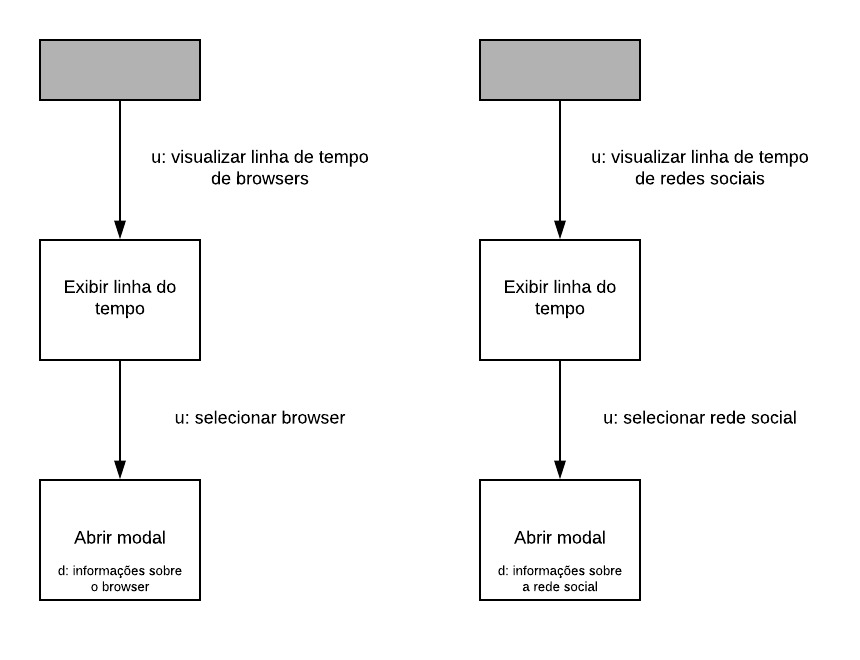 u: visualizar linha de tempo
de browsers
Exibir linha do
tempo
u: selecionar browser
Abrir modal
d: informações sobre
o browser
u: visualizar linha de tempo
de redes sociais
Exibir linha do
tempo
u: selecionar rede social
Abrir modal
d: informações sobre
a rede social